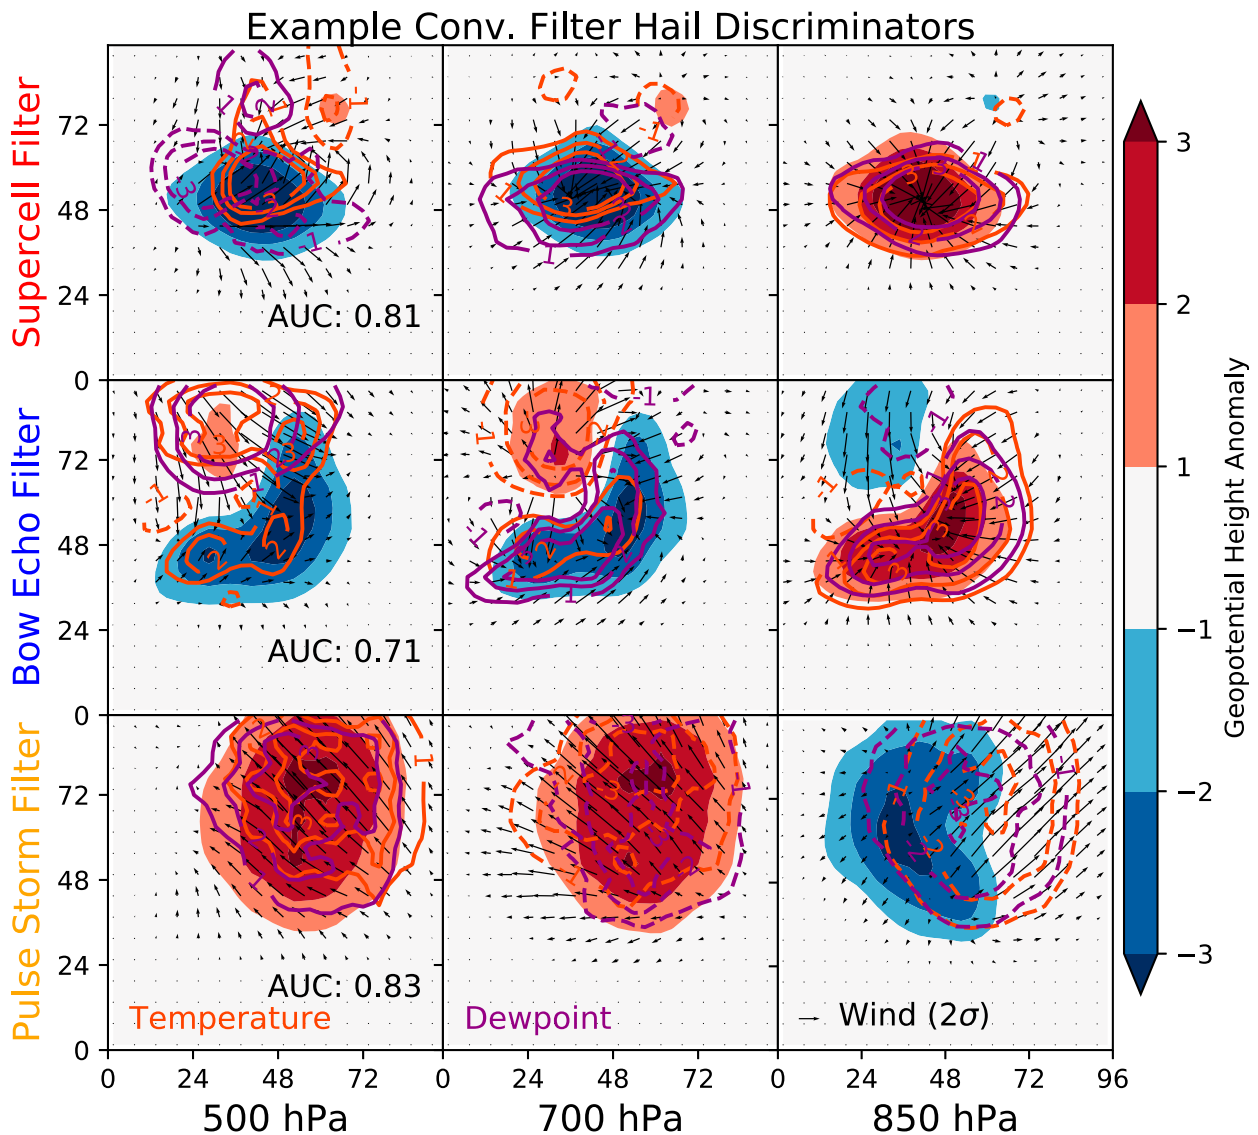 Example Conv. Filter Hail Discriminators
Supercell Filter
72
48
24
0
AUC: 0.81
Bow Echo Filter
72
48
24
0
AUC: 0.71
Pulse Storm Filter
72
48
24
0
AUC: 0.83
Temperature
Dewpoint
Wind (2σ)
0 24 48 72 0 24 48 72 0 24 48 72 96
500 hPa 700 hPa 850 hPa
3
2
1
−1
−2
−3
Geopotential Height Anomaly